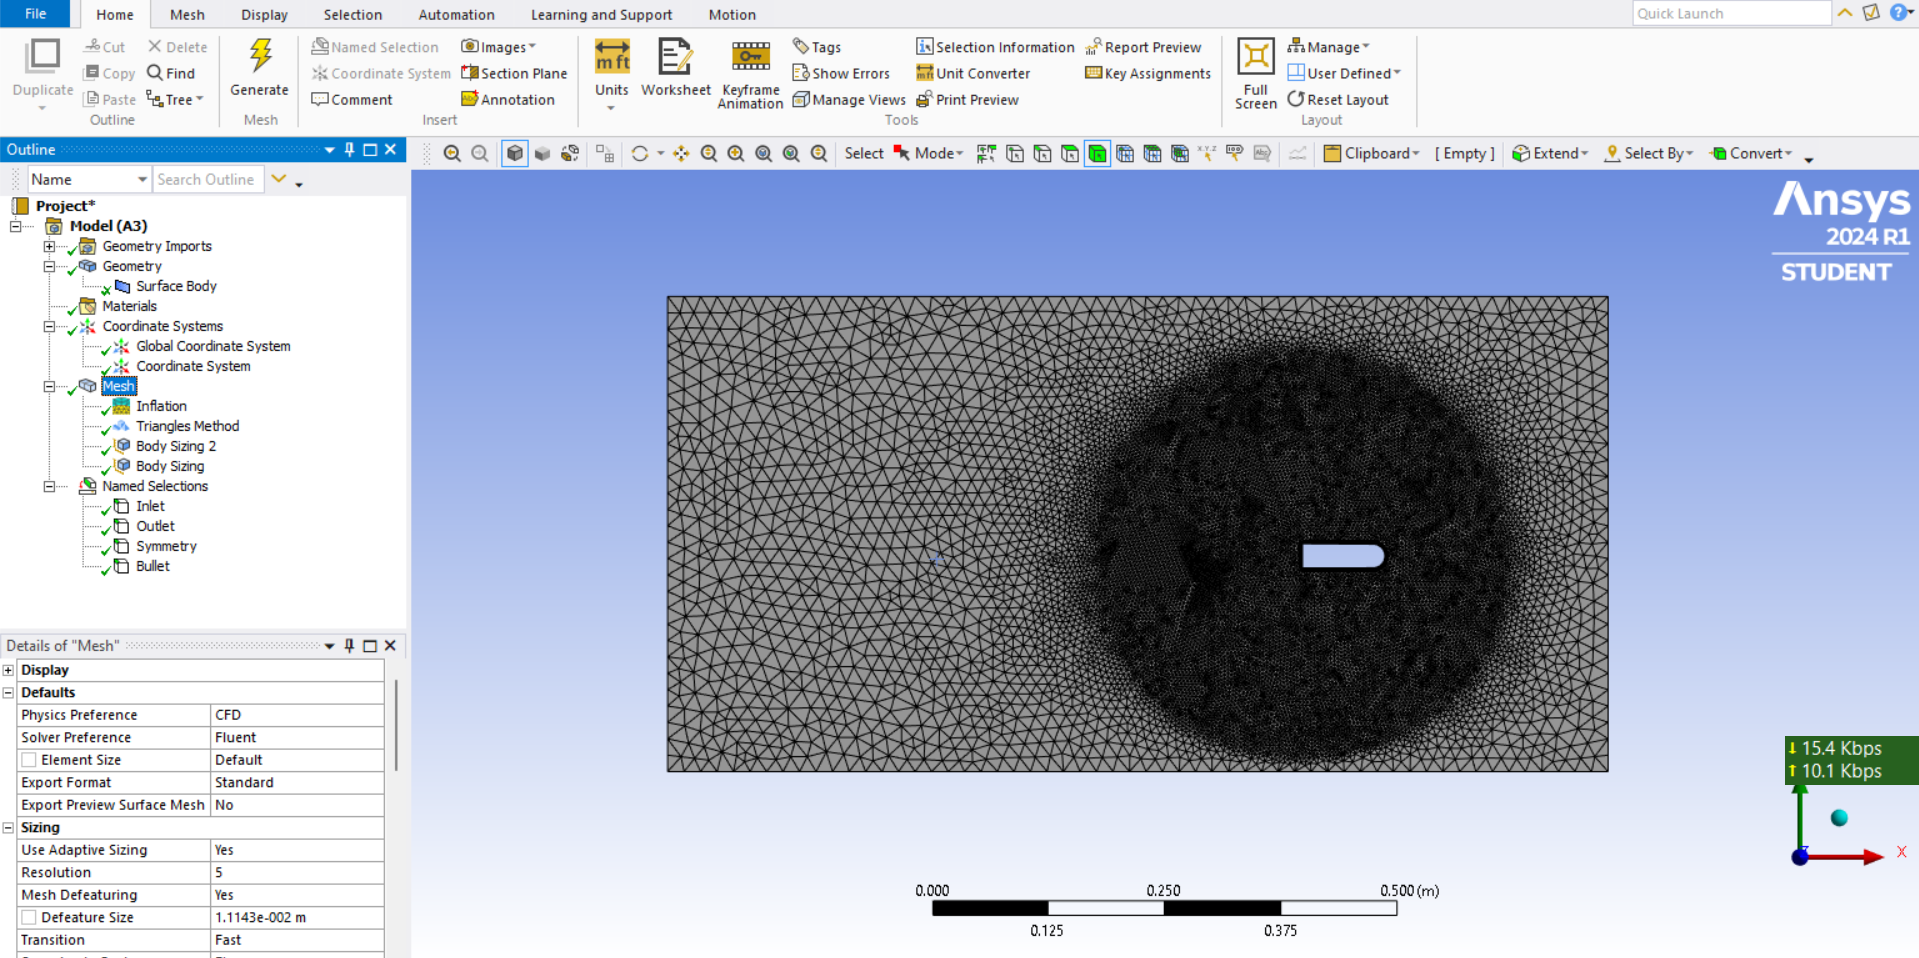 File Home Mesh Display Selection Automation Learning and Support Motion Quick Launch
Duplicate
Cut
Copy
Paste
Delete
Find
Tree
Outline
Generate
Mesh
Named Selection
Coordinate System
Comment
Images
Section Plane
Annotation
Insert
Units
Worksheet
Keyframe
Animation
Tags
Show Errors
Manage Views
Selection Information
Unit Converter
Print Preview
Report Preview
Key Assignments
Tools
Full
Screen
Manage
User Defined
Reset Layout
Layout
Outline
Select Mode Clipboard [ Empty ] Extend Select By Convert
Name Search Outline
Project*
Model (A3)
Geometry Imports
Geometry
Surface Body
Materials
Coordinate Systems
Global Coordinate System
Coordinate System
Mesh
Inflation
Triangles Method
Body Sizing 2
Body Sizing
Named Selections
Inlet
Outlet
Symmetry
Bullet
Details of "Mesh"
Display
Defaults
Physics Preference CFD
Solver Preference Fluent
Element Size Default
Export Format Standard
Export Preview Surface Mesh No
Sizing
Use Adaptive Sizing Yes
Resolution 5
Mesh Defeaturing Yes
Defeature Size 1.1143e-002 m
Transition Fast
Ansys
2024 R1
STUDENT
15.4 Kbps
10.1 Kbps
X
0.000 0.250 0.500 (m)
0.125 0.375